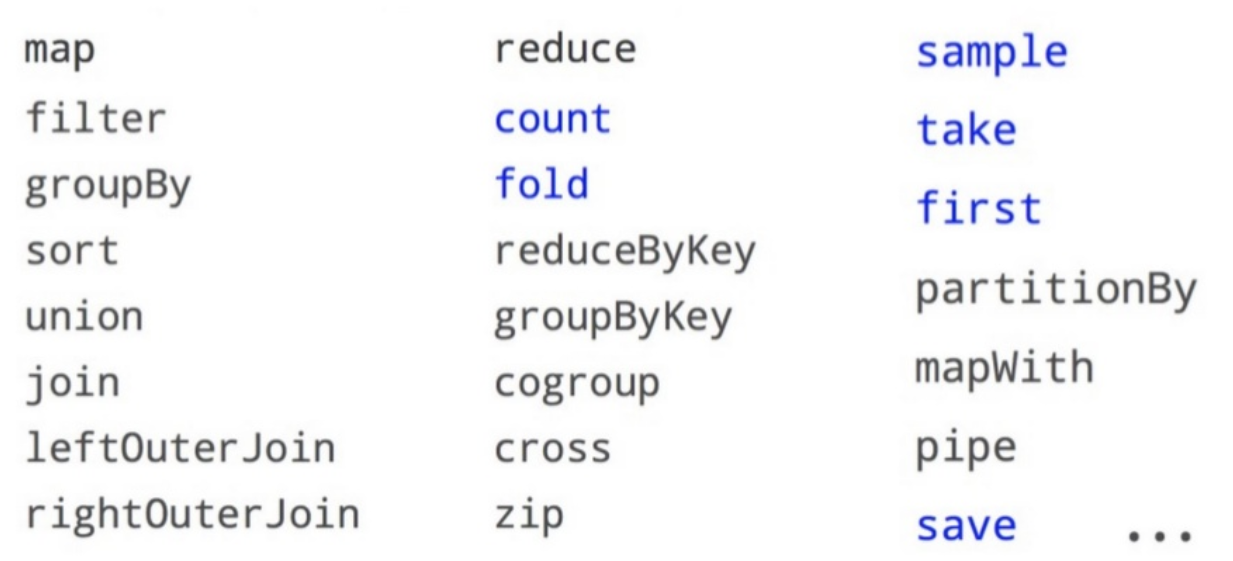 map
filter
groupBy
sort
union
join
leftOuterJoin
rightOuterJoin
reduce
count
fold
reduceByKey
groupByKey
cogroup
cross
zip
sample
take
first
partitionBy
mapWith
pipe
save ...